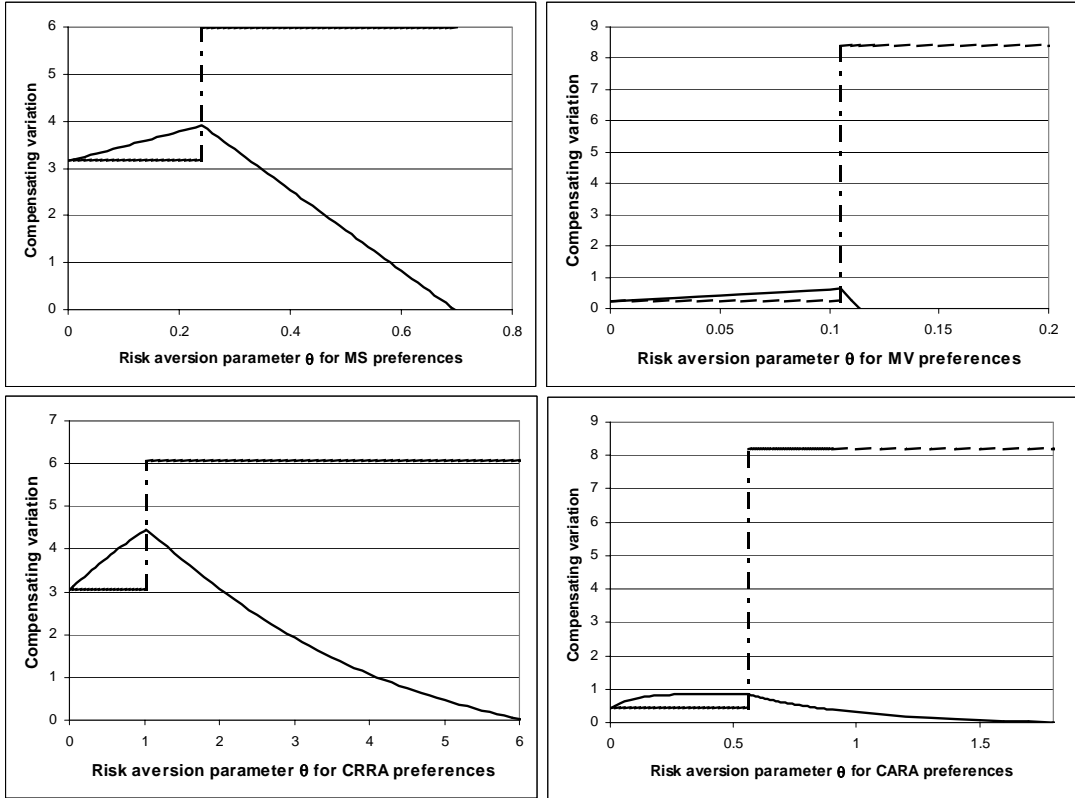 6
5
4
3
2
1
0
Compensating variation
0 0.2 0.4 0.6 0.8
Risk aversion parameter θ for MS preferences
9
8
7
6
5
4
3
2
1
0
Compensating variation
0 0.05 0.1 0.15 0.2
Risk aversion parameter θ for MV preferences
7
6
5
4
3
2
1
0
Compensating variation
0 1 2 3 4 5 6
Risk aversion parameter θ for CRRA preferences
9
8
7
6
5
4
3
2
1
0
Compensating variation
0 0.5 1 1.5
Risk aversion parameter θ for CARA preferences